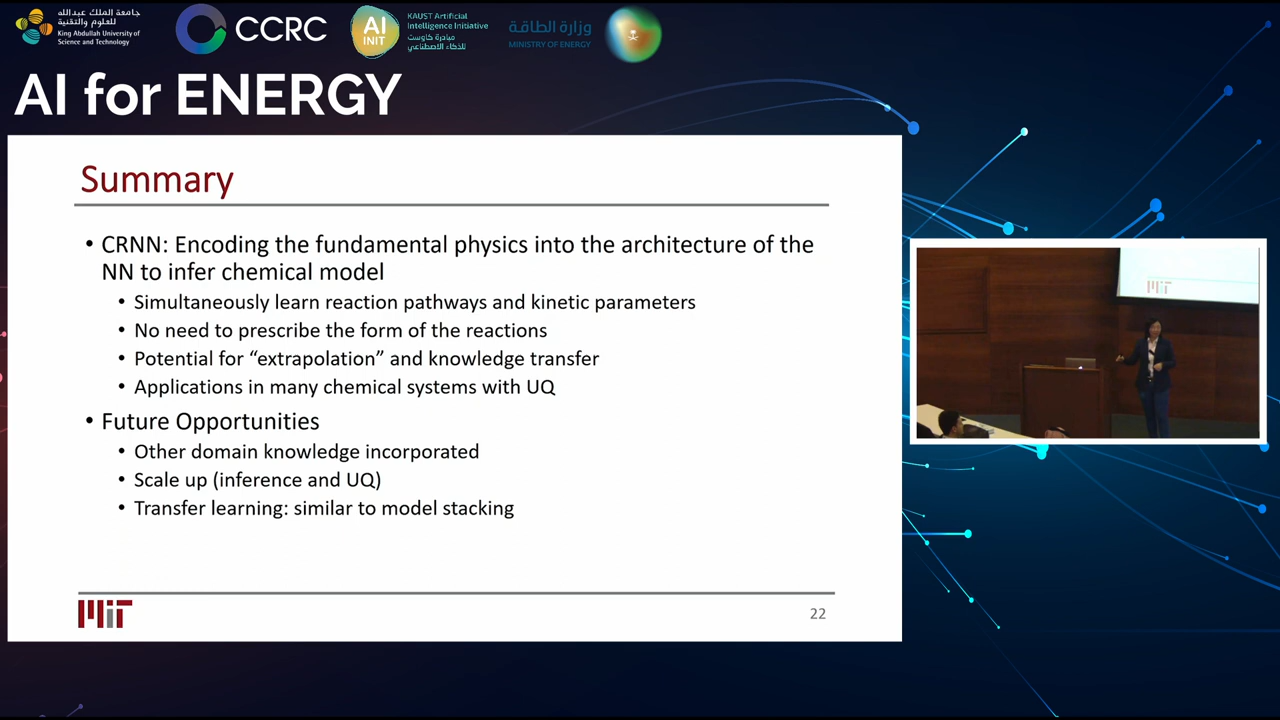 جامعة الملك عبدالله
للعلوم والتقنية
King Abdullah University of
Science and Technology
CCRC
AI
INIT
KAUST Artificial
Intelligence Initiative
مبادرة كاوست
للذكاء الاصطناعي
وزارة الطاقة
MINISTRY OF ENERGY
AI for ENERGY
Summary
• CRNN: Encoding the fundamental physics into the architecture of the
NN to infer chemical model
• Simultaneously learn reaction pathways and kinetic parameters
• No need to prescribe the form of the reactions
• Potential for “extrapolation” and knowledge transfer
• Applications in many chemical systems with UQ
• Future Opportunities
• Other domain knowledge incorporated
• Scale up (inference and UQ)
• Transfer learning: similar to model stacking
MIT
22
MIT